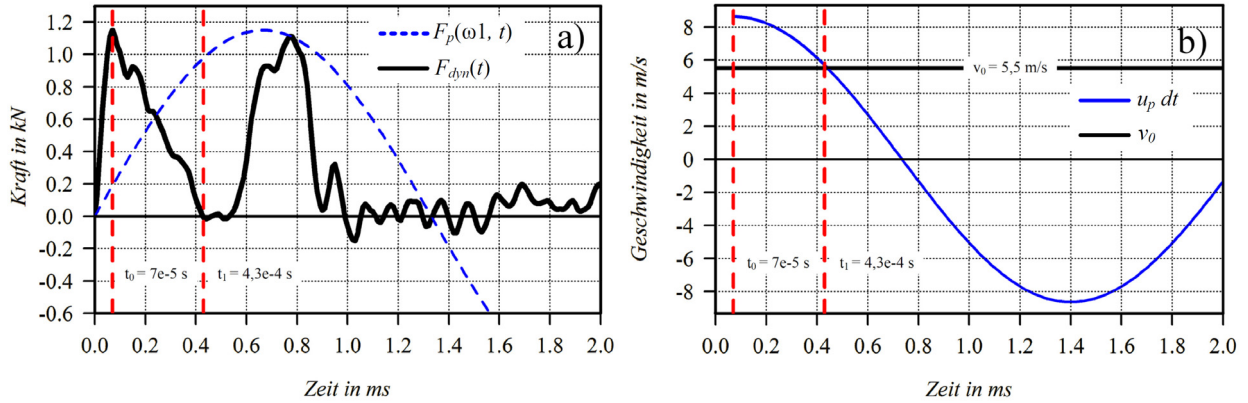 a)
F_p(ω1, t)
F_dyn(t)
Kraft in kN
1.2
1.0
0.8
0.6
0.4
0.2
0.0
-0.2
-0.4
-0.6
t₀ = 7e-5 s
t₁ = 4,3e-4 s
0.0 0.2 0.4 0.6 0.8 1.0 1.2 1.4 1.6 1.8 2.0
Zeit in ms
b)
v₀ = 5,5 m/s
u_p dt
v₀
Geschwindigkeit in m/s
8
6
4
2
0
-2
-4
-6
-8
t₀ = 7e-5 s
t₁ = 4,3e-4 s
0.0 0.2 0.4 0.6 0.8 1.0 1.2 1.4 1.6 1.8 2.0
Zeit in ms